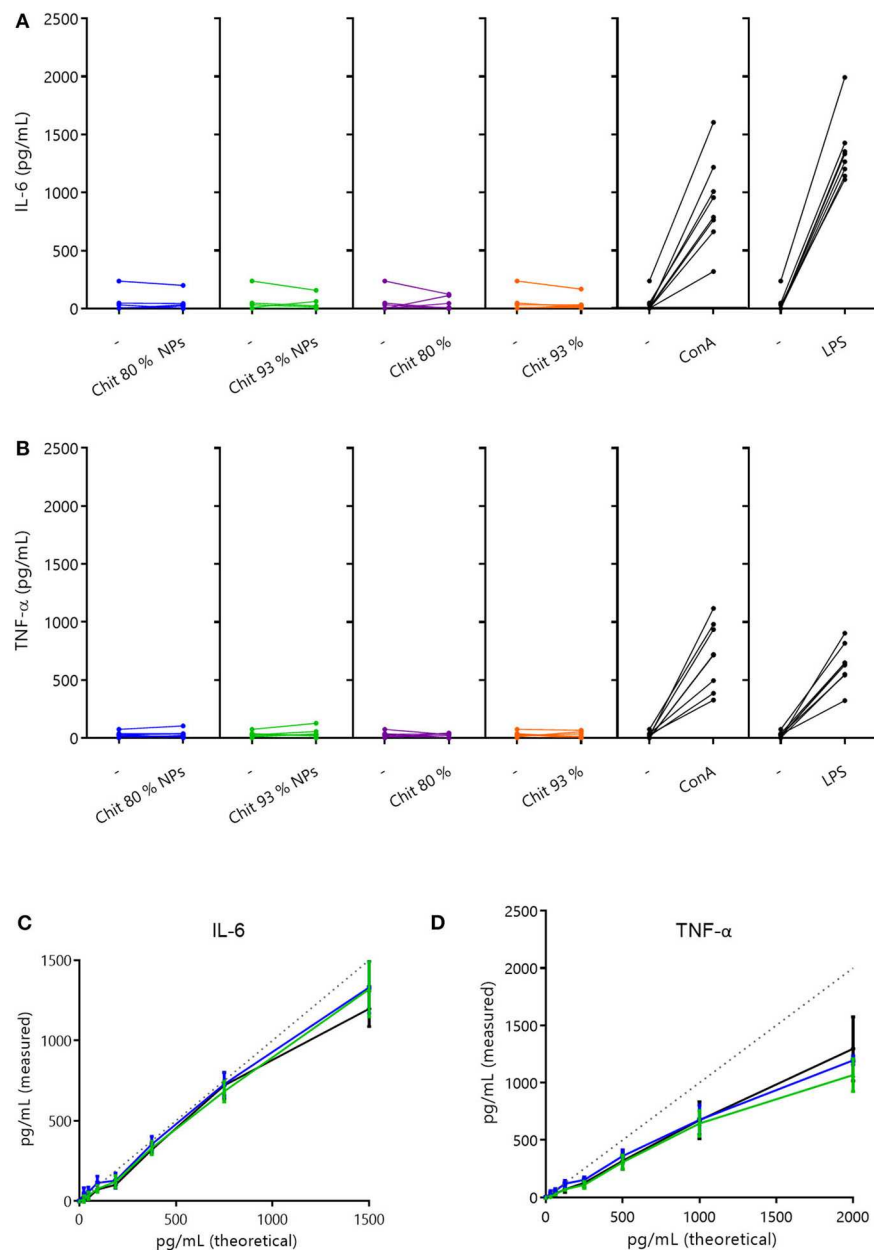 A
2500
2000
1500
1000
500
0
IL-6 (pg/mL)
-
Chit 80 % NPs
-
Chit 93 % NPs
-
Chit 80 %
-
Chit 93 %
-
ConA
-
LPS
B
2500
2000
1500
1000
500
0
TNF-α (pg/mL)
-
Chit 80 % NPs
-
Chit 93 % NPs
-
Chit 80 %
-
Chit 93 %
-
ConA
-
LPS
C
IL-6
1500
1000
500
0
pg/mL (measured)
0
500
1000
1500
pg/mL (theoretical)
D
TNF-α
2500
2000
1500
1000
500
0
pg/mL (measured)
0
500
1000
1500
2000
pg/mL (theoretical)